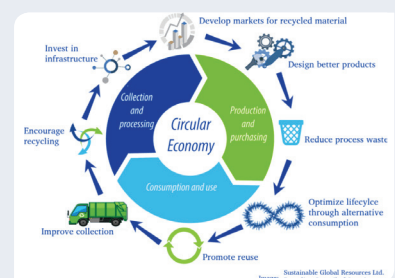 Develop markets for recycled material
Invest in
infrastructure
Design better products
Collection
and
processing
Production
and
purchasing
Circular
Economy
Encourage
recycling
Reduce process waste
Consumption and use
Optimize lifecylce
through alternative
consumption
Improve collection
Promote reuse
Sustainable Global Resources Ltd.